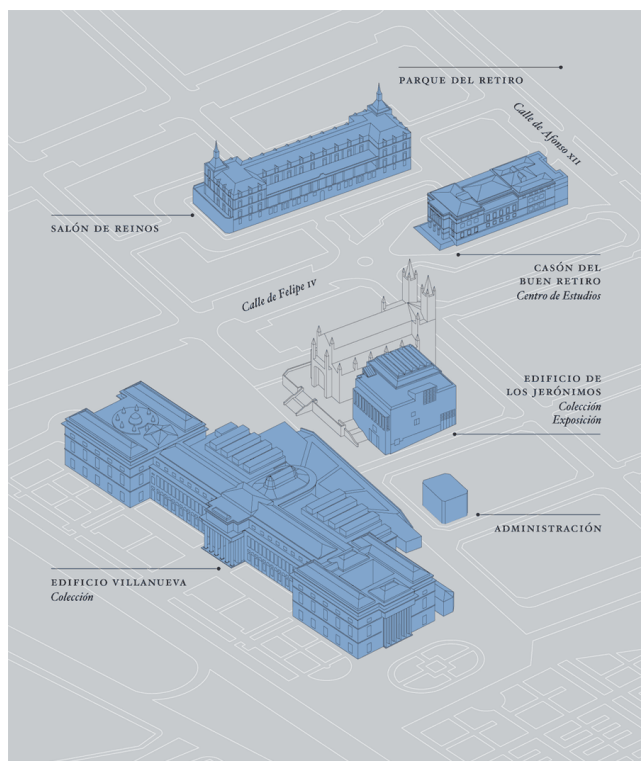 PARQUE DEL RETIRO
Calle de Afonso XII
SALÓN DE REINOS
CASÓN DEL
BUEN RETIRO
Centro de Estudios
Calle de Felipe IV
EDIFICIO DE
LOS JERÓNIMOS
Colección
Exposición
ADMINISTRACIÓN
EDIFICIO VILLANUEVA
Colección